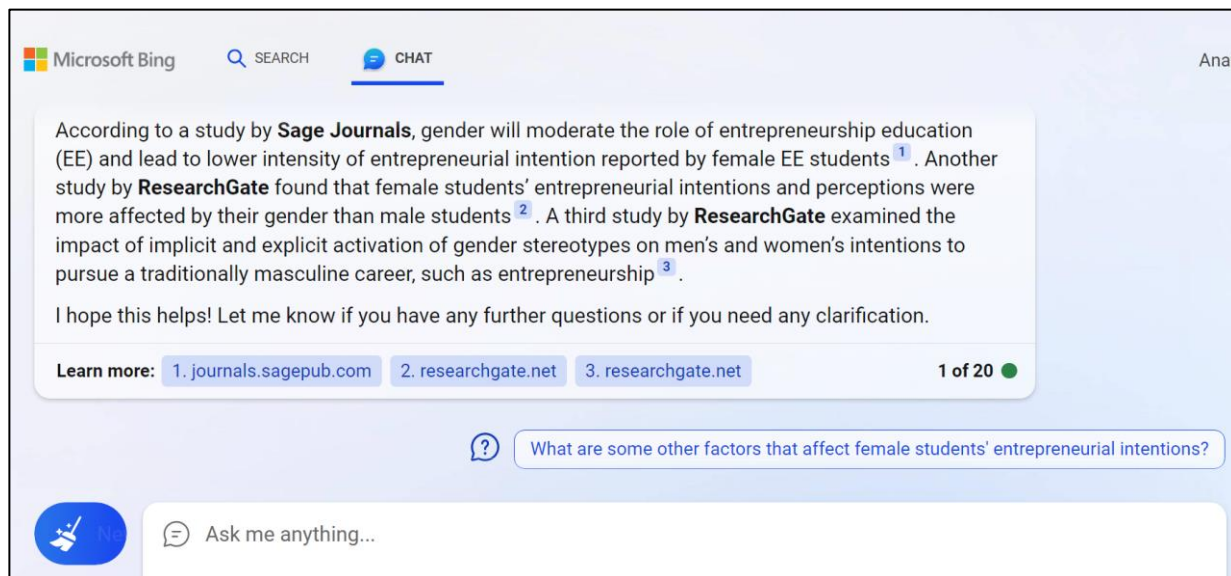 Microsoft Bing SEARCH CHAT Ana
According to a study by Sage Journals, gender will moderate the role of entrepreneurship education
(EE) and lead to lower intensity of entrepreneurial intention reported by female EE students 1 . Another
study by ResearchGate found that female students’ entrepreneurial intentions and perceptions were
more affected by their gender than male students 2 . A third study by ResearchGate examined the
impact of implicit and explicit activation of gender stereotypes on men’s and women’s intentions to
pursue a traditionally masculine career, such as entrepreneurship 3 .
I hope this helps! Let me know if you have any further questions or if you need any clarification.
Learn more: 1. journals.sagepub.com 2. researchgate.net 3. researchgate.net 1 of 20
What are some other factors that affect female students' entrepreneurial intentions?
Ne Ask me anything...